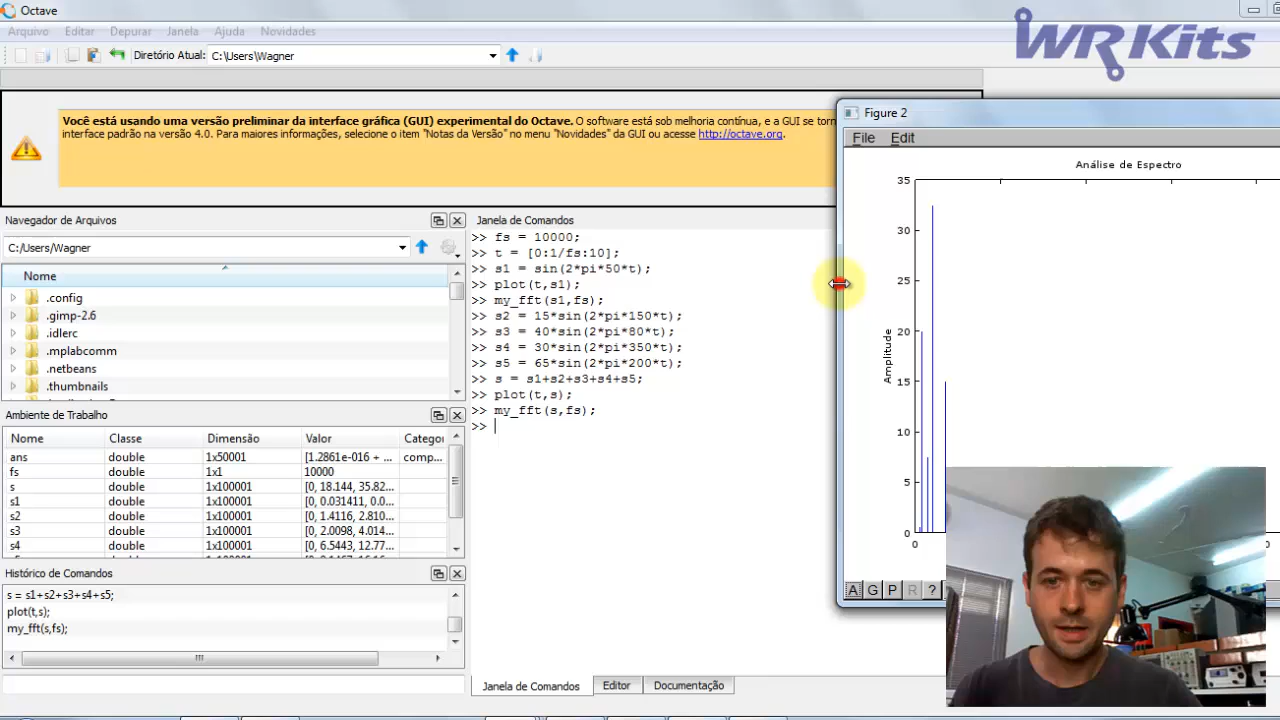 Octave
WR Kits
Arquivo Editar Depurar Janela Ajuda Novidades
Diretório Atual: C:\Users\Wagner
Você está usando uma versão preliminar da interface gráfica (GUI) experimental do Octave. O software está sob melhoria contínua, e a GUI se torn
interface padrão na versão 4.0. Para maiores informações, selecione o item "Notas da Versão" no menu "Novidades" da GUI ou acesse http://octave.org.
Navegador de Arquivos
C:/Users/Wagner
Nome
.config
.gimp-2.6
.idlerc
.mplabcomm
.netbeans
.thumbnails
Ambiente de Trabalho
Nome Classe Dimensão Valor Categoi
ans double 1x50001 [1.2861e-016 + ... comp...
fs double 1x1 10000
s double 1x100001 [0, 18.144, 35.82...
s1 double 1x100001 [0, 0.031411, 0.0...
s2 double 1x100001 [0, 1.4116, 2.810...
s3 double 1x100001 [0, 2.0098, 4.014...
s4 double 1x100001 [0, 6.5443, 12.77...
Histórico de Comandos
s = s1+s2+s3+s4+s5;
plot(t,s);
my_fft(s,fs);
Janela de Comandos
>> fs = 10000;
>> t = [0:1/fs:10];
>> s1 = sin(2*pi*50*t);
>> plot(t,s1);
>> my_fft(s1,fs);
>> s2 = 15*sin(2*pi*150*t);
>> s3 = 40*sin(2*pi*80*t);
>> s4 = 30*sin(2*pi*350*t);
>> s5 = 65*sin(2*pi*200*t);
>> s = s1+s2+s3+s4+s5;
>> plot(t,s);
>> my_fft(s,fs);
>>
Janela de Comandos Editor Documentação
Figure 2
File Edit
Análise de Espectro
Amplitude
35
30
25
20
15
10
5
0
0
A G P R ?